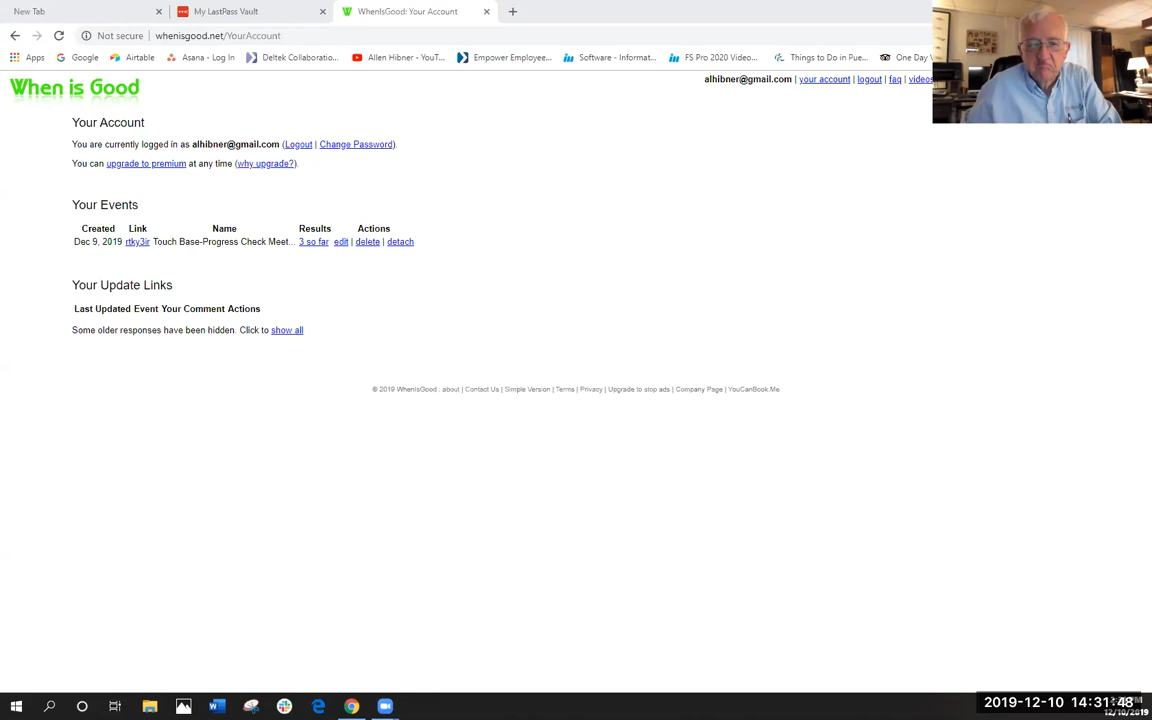 New Tab
My LastPass Vault
WhenIsGood: Your Account
Not secure | whenisgood.net/YourAccount
Apps Google Airtable Asana - Log In Deltek Collaboratio... Allen Hibner - YouT... Empower Employee... Software - Informat... FS Pro 2020 Video... Things to Do in Pue... One Day
When is Good
alhibner@gmail.com | your account | logout | faq | videos
Your Account
You are currently logged in as alhibner@gmail.com (Logout | Change Password).
You can upgrade to premium at any time (why upgrade?).
Your Events
Created Link Name Results Actions
Dec 9, 2019 rtky3ir Touch Base-Progress Check Meet... 3 so far edit | delete | detach
Your Update Links
Last Updated Event Your Comment Actions
Some older responses have been hidden. Click to show all
© 2019 WhenIsGood : about | Contact Us | Simple Version | Terms | Privacy | Upgrade to stop ads | Company Page | YouCanBook.Me
2019-12-10 14:31:48
12/10/2019